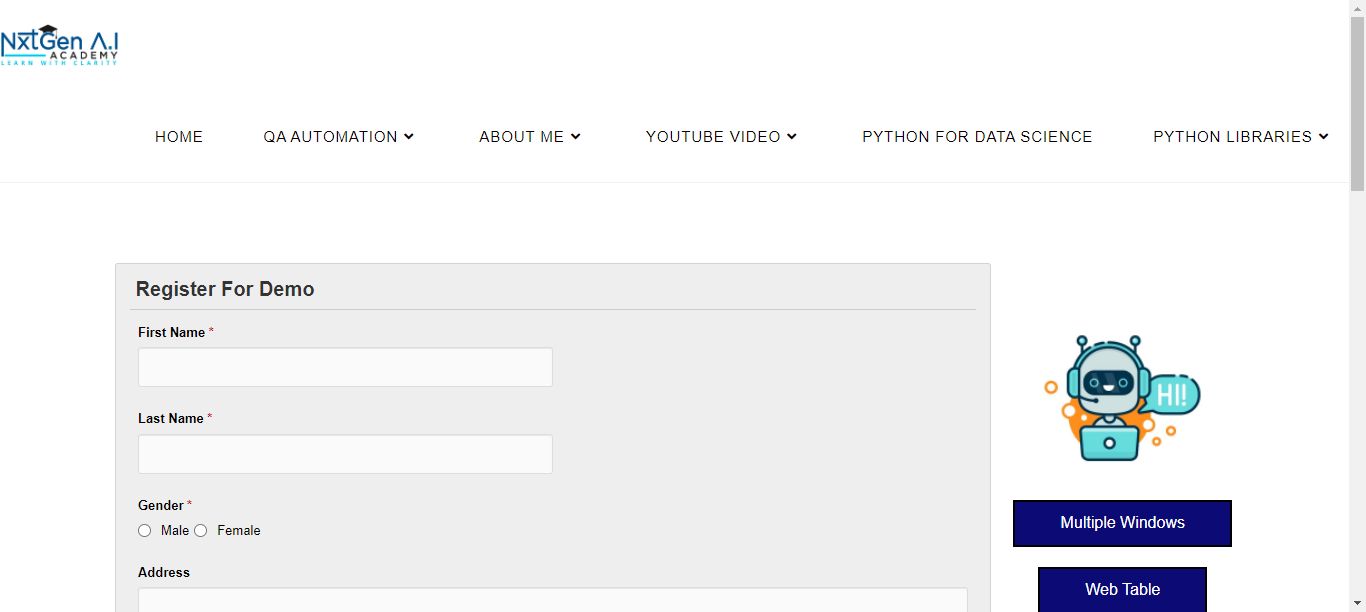 NxtGen A.I
ACADEMY
LEARN WITH CLARITY
HOME QA AUTOMATION ABOUT ME YOUTUBE VIDEO PYTHON FOR DATA SCIENCE PYTHON LIBRARIES
Register For Demo
First Name *
Last Name *
Gender *
Male Female
Address
HI!
Multiple Windows
Web Table